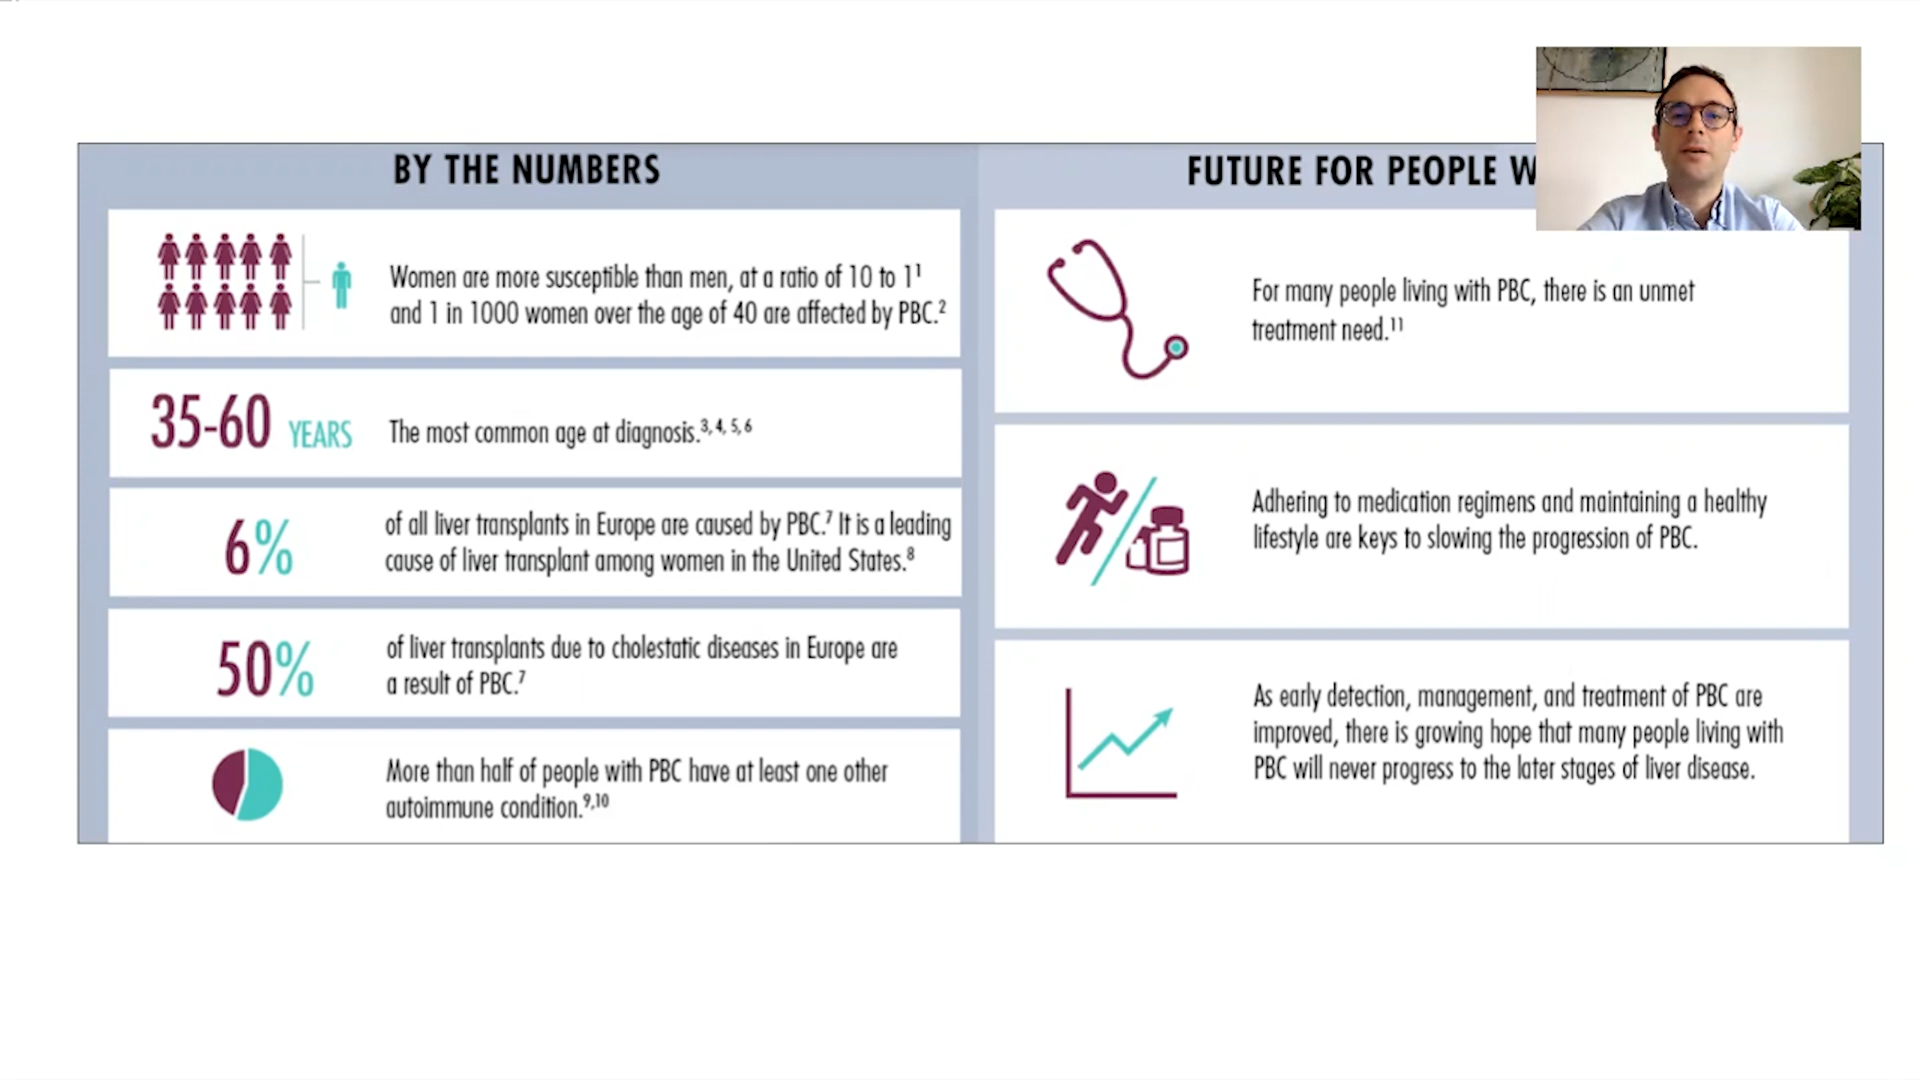 BY THE NUMBERS
Women are more susceptible than men, at a ratio of 10 to 1¹
and 1 in 1000 women over the age of 40 are affected by PBC.²
35-60 YEARS
The most common age at diagnosis.³,⁴,⁵,⁶
6%
of all liver transplants in Europe are caused by PBC.⁷ It is a leading
cause of liver transplant among women in the United States.⁸
50%
of liver transplants due to cholestatic diseases in Europe are
a result of PBC.⁷
More than half of people with PBC have at least one other
autoimmune condition.⁹,¹⁰
FUTURE FOR PEOPLE W
For many people living with PBC, there is an unmet
treatment need.¹¹
Adhering to medication regimens and maintaining a healthy
lifestyle are keys to slowing the progression of PBC.
As early detection, management, and treatment of PBC are
improved, there is growing hope that many people living with
PBC will never progress to the later stages of liver disease.